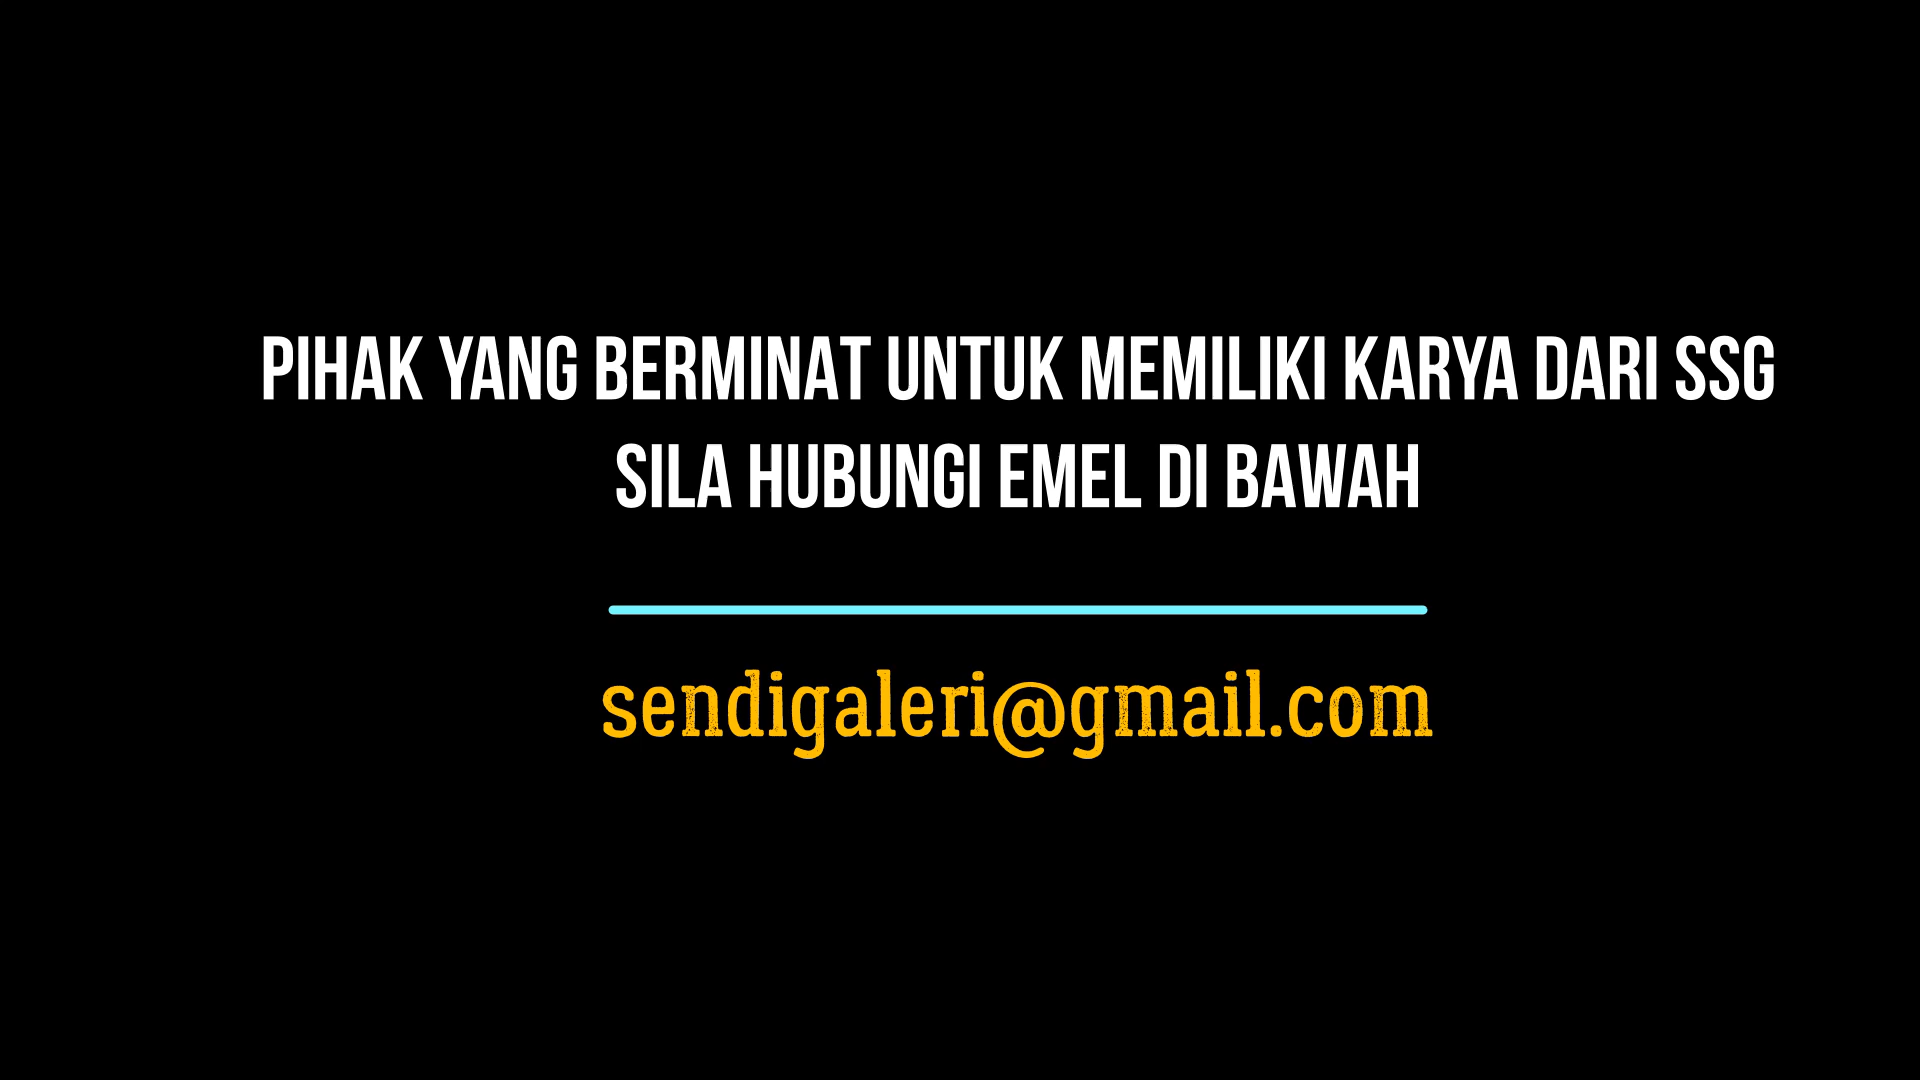 PIHAK YANG BERMINAT UNTUK MEMILIKI KARYA DARI SSG
SILA HUBUNGI EMEL DI BAWAH
sendigaleri@gmail.com